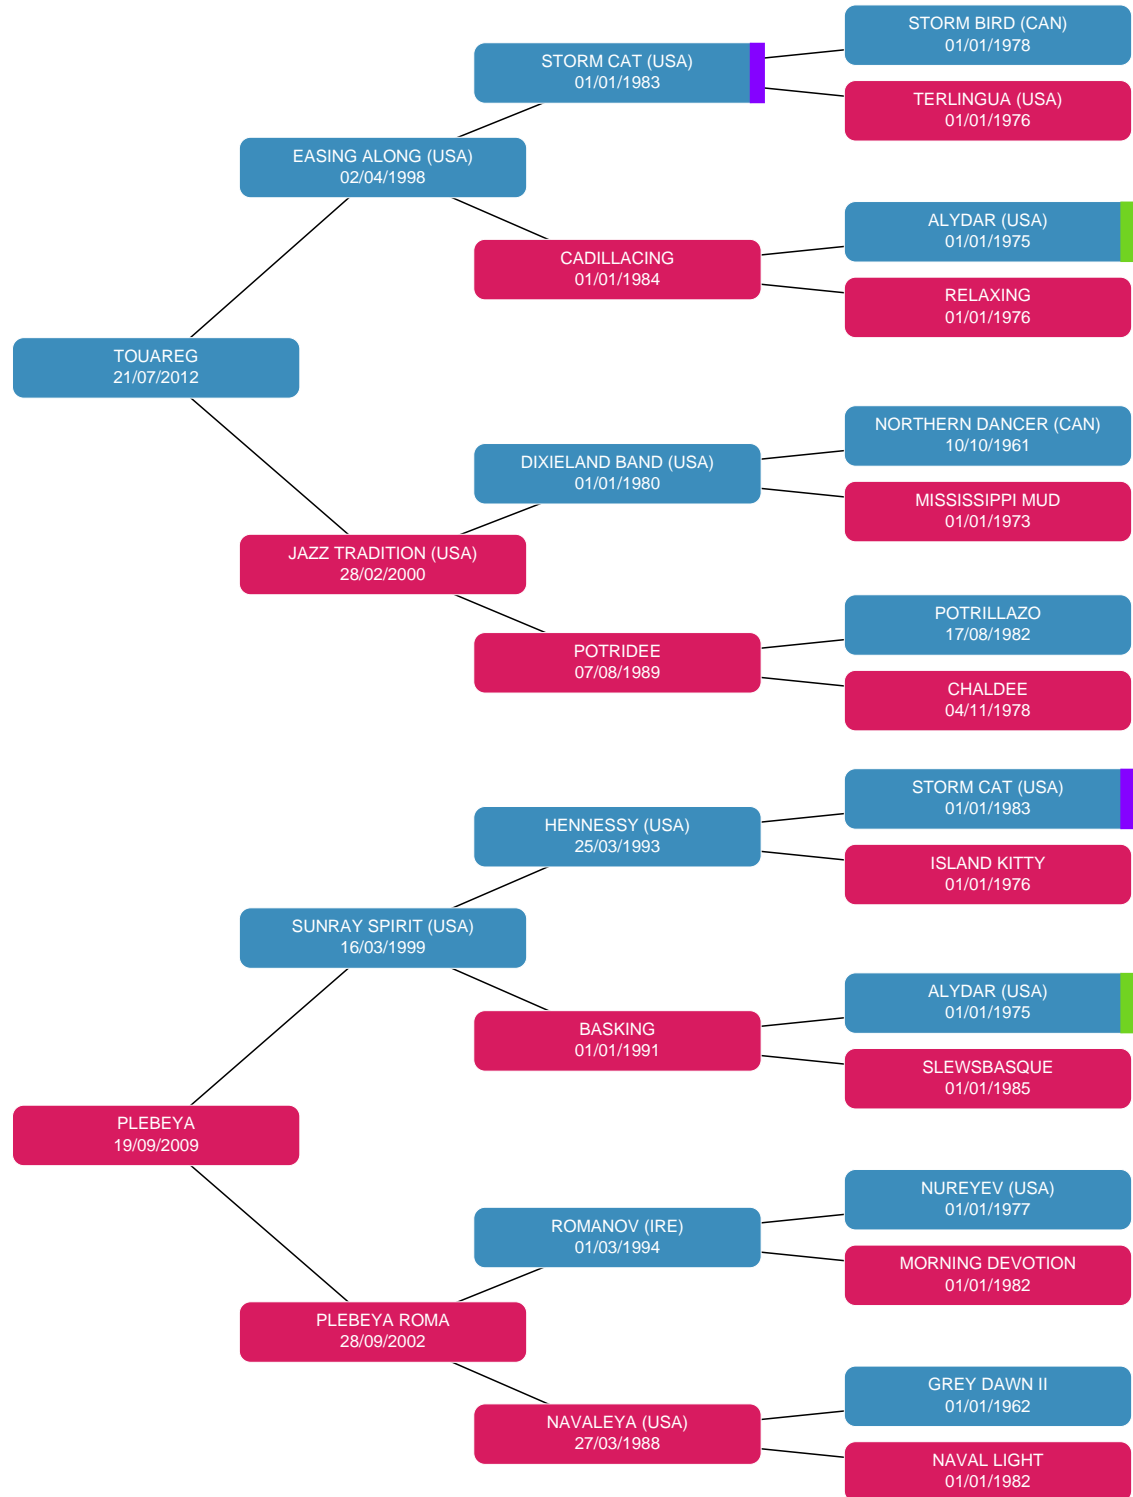 STORM BIRD (CAN)
01/01/1978
STORM CAT (USA)
01/01/1983
TERLINGUA (USA)
01/01/1976
EASING ALONG (USA)
02/04/1998
ALYDAR (USA)
01/01/1975
CADILLACING
01/01/1984
RELAXING
01/01/1976
TOUAREG
21/07/2012
NORTHERN DANCER (CAN)
10/10/1961
DIXIELAND BAND (USA)
01/01/1980
MISSISSIPPI MUD
01/01/1973
JAZZ TRADITION (USA)
28/02/2000
POTRILLAZO
17/08/1982
POTRIDEE
07/08/1989
CHALDEE
04/11/1978
STORM CAT (USA)
01/01/1983
HENNESSY (USA)
25/03/1993
ISLAND KITTY
01/01/1976
SUNRAY SPIRIT (USA)
16/03/1999
ALYDAR (USA)
01/01/1975
BASKING
01/01/1991
SLEWSBASQUE
01/01/1985
PLEBEYA
19/09/2009
NUREYEV (USA)
01/01/1977
ROMANOV (IRE)
01/03/1994
MORNING DEVOTION
01/01/1982
PLEBEYA ROMA
28/09/2002
GREY DAWN II
01/01/1962
NAVALEYA (USA)
27/03/1988
NAVAL LIGHT
01/01/1982